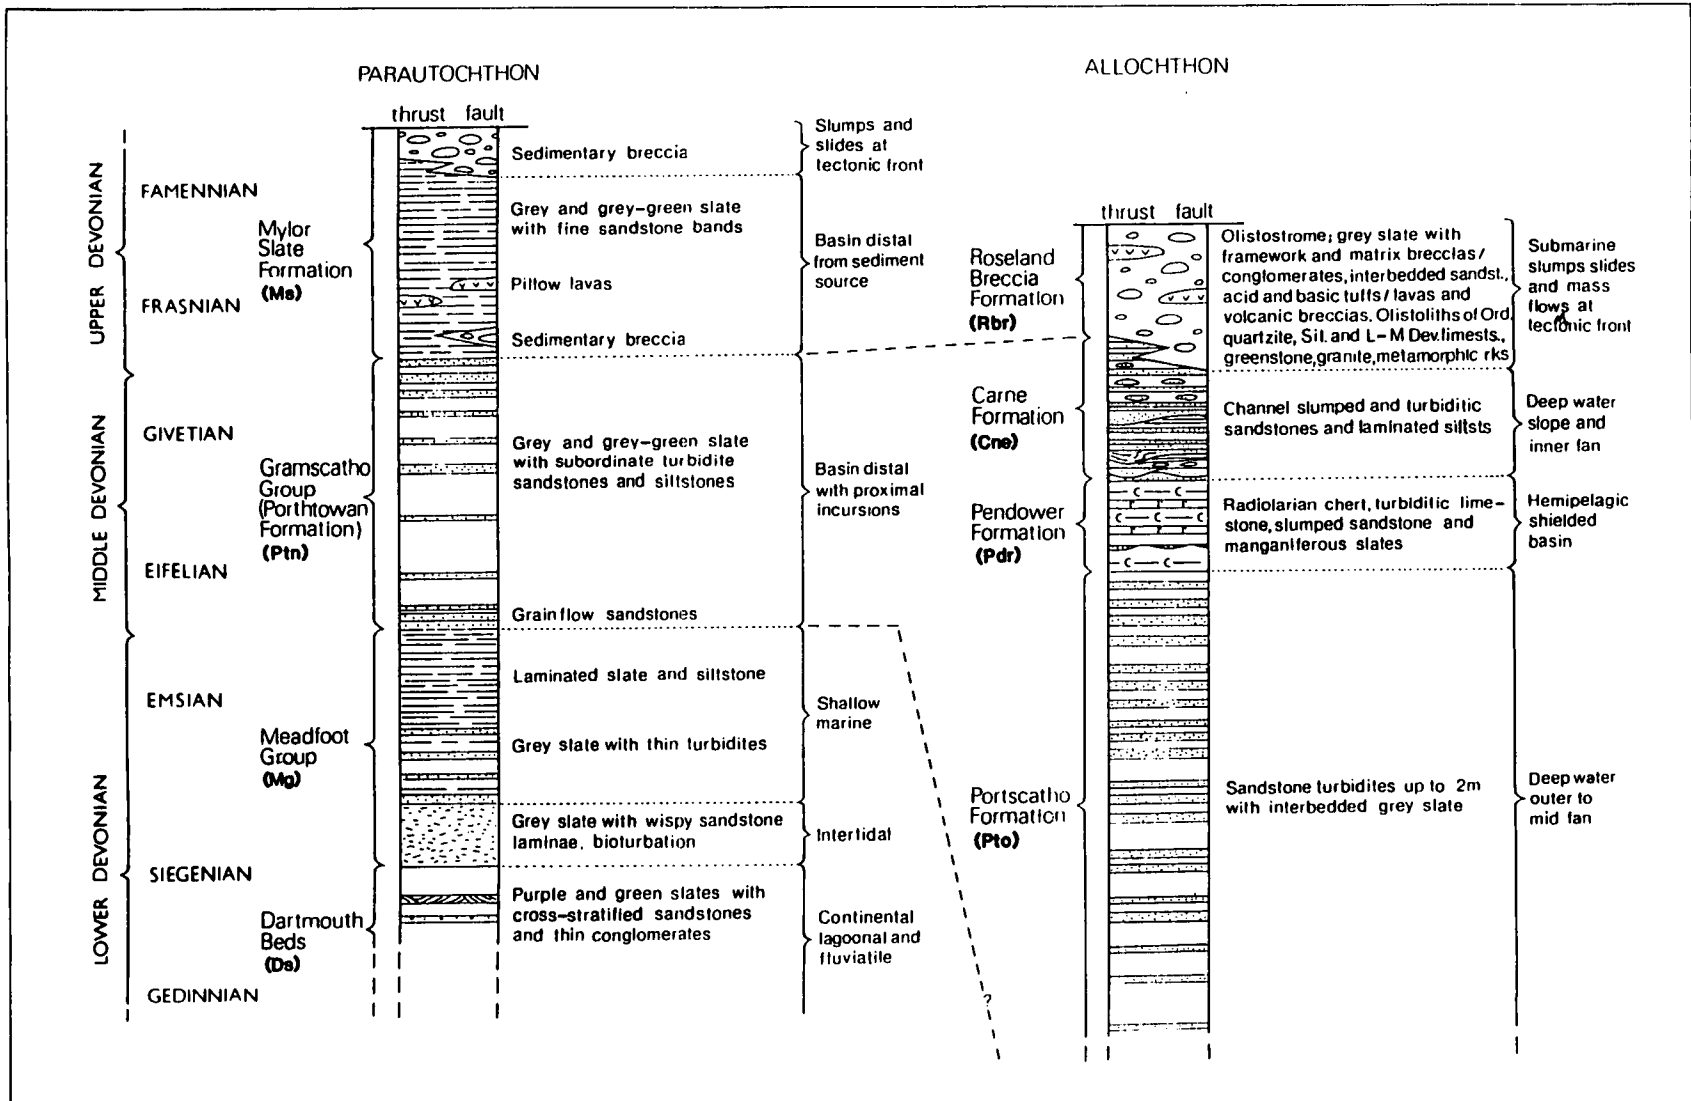 PARAUTOCHTHON
thrust fault
UPPER DEVONIAN
MIDDLE DEVONIAN
LOWER DEVONIAN
FAMENNIAN
FRASNIAN
GIVETIAN
EIFELIAN
EMSIAN
SIEGENIAN
GEDINNIAN
Mylor
Slate
Formation
(Ms)
Gramscatho
Group
(Porthtowan
Formation)
(Ptn)
Meadfoot
Group
(Mg)
Dartmouth
Beds
(Ds)
Sedimentary breccia
Grey and grey-green slate
with fine sandstone bands
Pillow lavas
Sedimentary breccia
Grey and grey-green slate
with subordinate turbidite
sandstones and siltstones
Grainflow sandstones
Laminated slate and siltstone
Grey slate with thin turbidites
Grey slate with wispy sandstone
laminae, bioturbation
Purple and green slates with
cross-stratified sandstones
and thin conglomerates
Slumps and
slides at
tectonic front
Basin distal
from sediment
source
Basin distal
with proximal
incursions
Shallow
marine
Intertidal
Continental
lagoonal and
fluviatile
?
ALLOCHTHON
thrust fault
Roseland
Breccia
Formation
(Rbr)
Carne
Formation
(Cne)
Pendower
Formation
(Pdr)
Portscatho
Formation
(Pto)
Olistostrome; grey slate with
framework and matrix breccias/
conglomerates, interbedded sandst.,
acid and basic tuffs/lavas and
volcanic breccias. Olistoliths of Ord.
quartzite, Sil. and L-M Dev. limests.,
greenstone, granite, metamorphic rks
Channel slumped and turbiditic
sandstones and laminated siltsts
Radiolarian chert, turbiditic lime-
stone, slumped sandstone and
manganiferous slates
Sandstone turbidites up to 2m
with interbedded grey slate
Submarine
slumps slides
and mass
flows at
tectonic front
Deep water
slope and
inner fan
Hemipelagic
shielded
basin
Deep water
outer to
mid fan